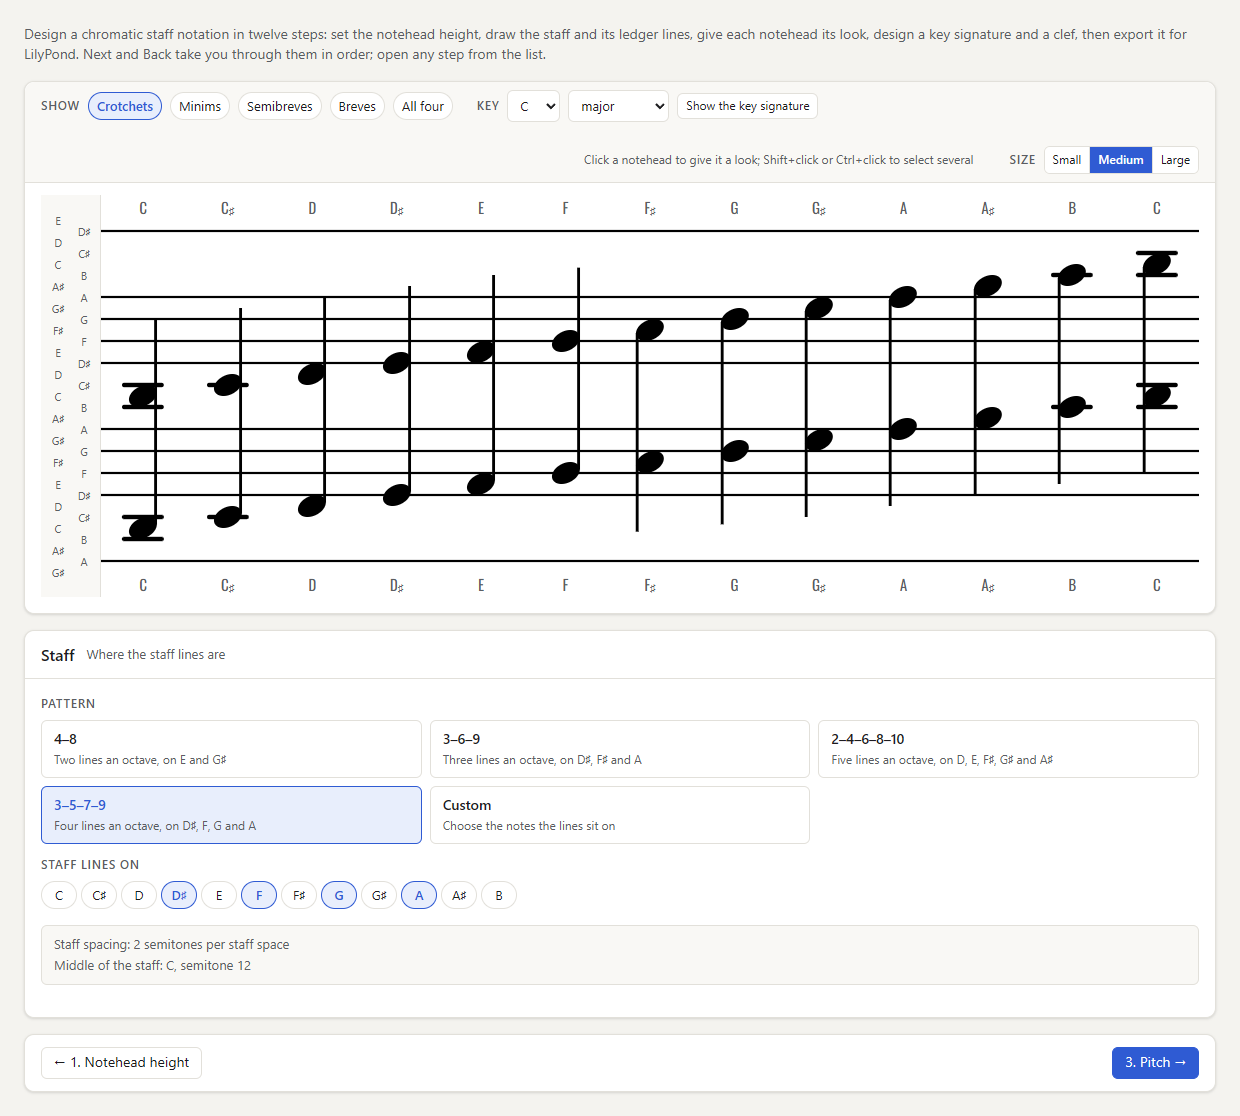 Design a chromatic staff notation in twelve steps: set the notehead height, draw the staff and its ledger lines, give each notehead its look, design a key signature and a clef, then export it for
LilyPond. Next and Back take you through them in order; open any step from the list.
SHOW Crotchets Minims Semibreves Breves All four KEY C major Show the key signature
Click a notehead to give it a look; Shift+click or Ctrl+click to select several SIZE Small Medium Large
C C♯ D D♯ E F F♯ G G♯ A A♯ B C
E
D♯
D
C♯
C
B
A♯
A
G♯
G
F♯
F
E
D♯
D
C♯
C
B
A♯
A
G♯
G
F♯
F
E
D♯
D
C♯
C
B
A♯
A
G♯
C C♯ D D♯ E F F♯ G G♯ A A♯ B C
Staff Where the staff lines are
PATTERN
4–8
Two lines an octave, on E and G♯
3–6–9
Three lines an octave, on D♯, F♯ and A
2–4–6–8–10
Five lines an octave, on D, E, F♯, G♯ and A♯
3–5–7–9
Four lines an octave, on D♯, F, G and A
Custom
Choose the notes the lines sit on
STAFF LINES ON
C C♯ D D♯ E F F♯ G G♯ A A♯ B
Staff spacing: 2 semitones per staff space
Middle of the staff: C, semitone 12
← 1. Notehead height
3. Pitch →